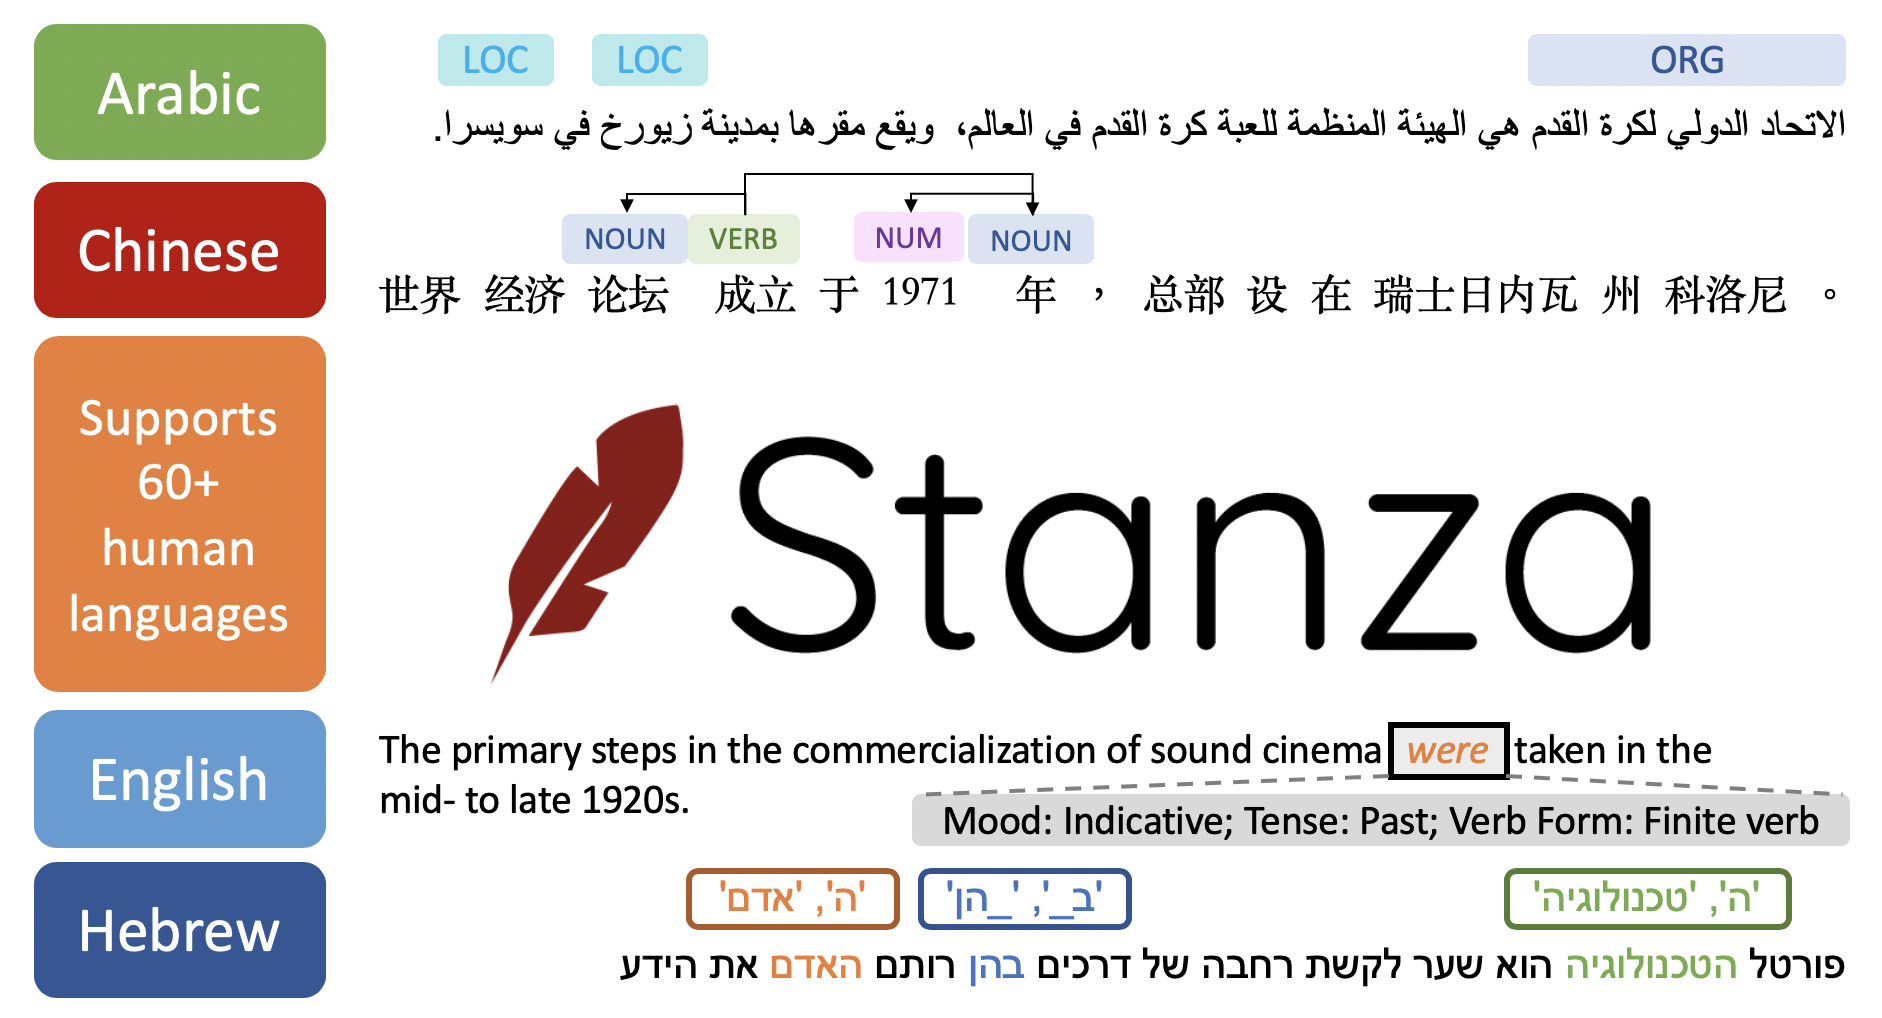 Arabic
LOC LOC ORG
الاتحاد الدولي لكرة القدم هي الهيئة المنظمة للعبة كرة القدم في العالم، ويقع مقرها بمدينة زيورخ في سويسرا.
Chinese
NOUN VERB NUM NOUN
世界 经济 论坛 成立 于 1971 年 ， 总部 设 在 瑞士日内瓦 州 科洛尼 。
Supports
60+
human
languages
Stanza
English
The primary steps in the commercialization of sound cinema were taken in the
mid- to late 1920s.
Mood: Indicative; Tense: Past; Verb Form: Finite verb
Hebrew
'ה', 'טכנולוגיה' 'ב_', '_הן' 'ה', 'אדם'
פורטל הטכנולוגיה הוא שער לקשת רחבה של דרכים בהן רותם האדם את הידע